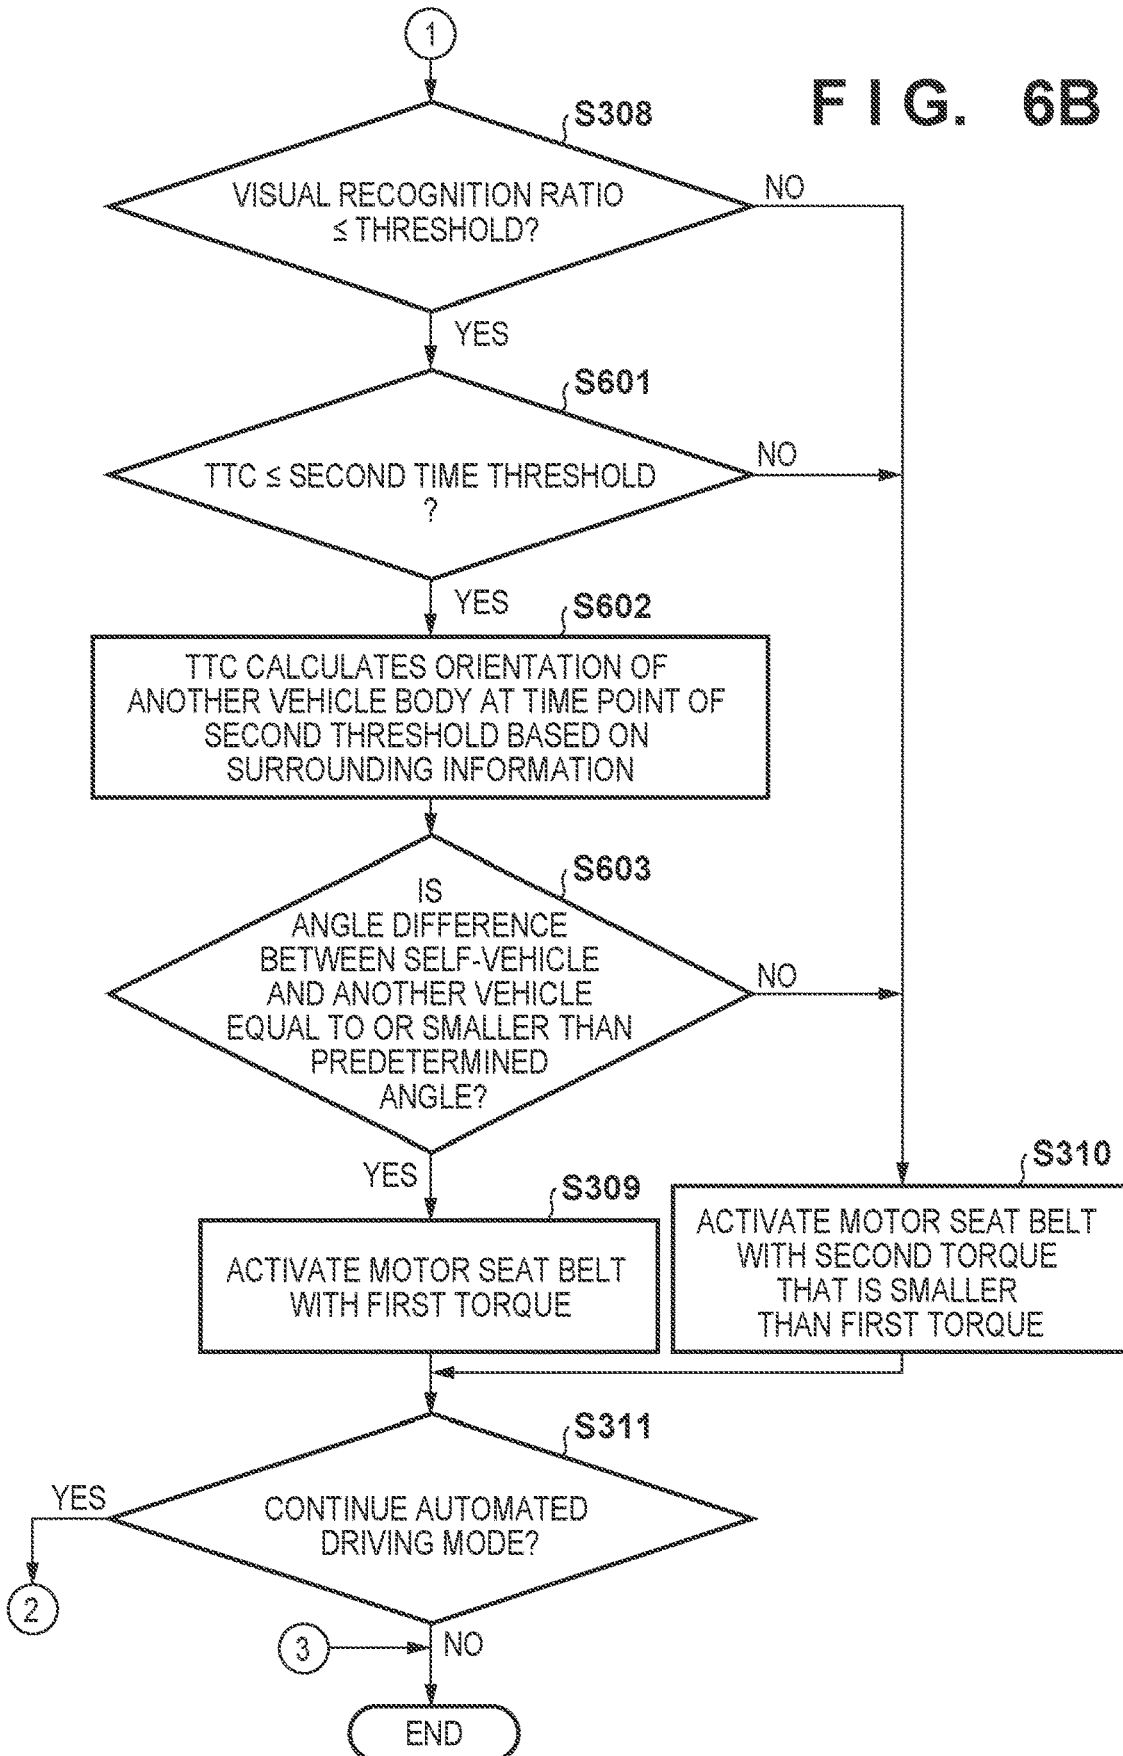 1
FIG. 6B
S308
VISUAL RECOGNITION RATIO
≤ THRESHOLD?
NO
YES
S601
TTC ≤ SECOND TIME THRESHOLD
?
NO
YES
S602
TTC CALCULATES ORIENTATION OF
ANOTHER VEHICLE BODY AT TIME POINT OF
SECOND THRESHOLD BASED ON
SURROUNDING INFORMATION
S603
IS
ANGLE DIFFERENCE
BETWEEN SELF-VEHICLE
AND ANOTHER VEHICLE
EQUAL TO OR SMALLER THAN
PREDETERMINED
ANGLE?
NO
YES
S309
ACTIVATE MOTOR SEAT BELT
WITH FIRST TORQUE
S310
ACTIVATE MOTOR SEAT BELT
WITH SECOND TORQUE
THAT IS SMALLER
THAN FIRST TORQUE
S311
CONTINUE AUTOMATED
DRIVING MODE?
YES
2
3
NO
END